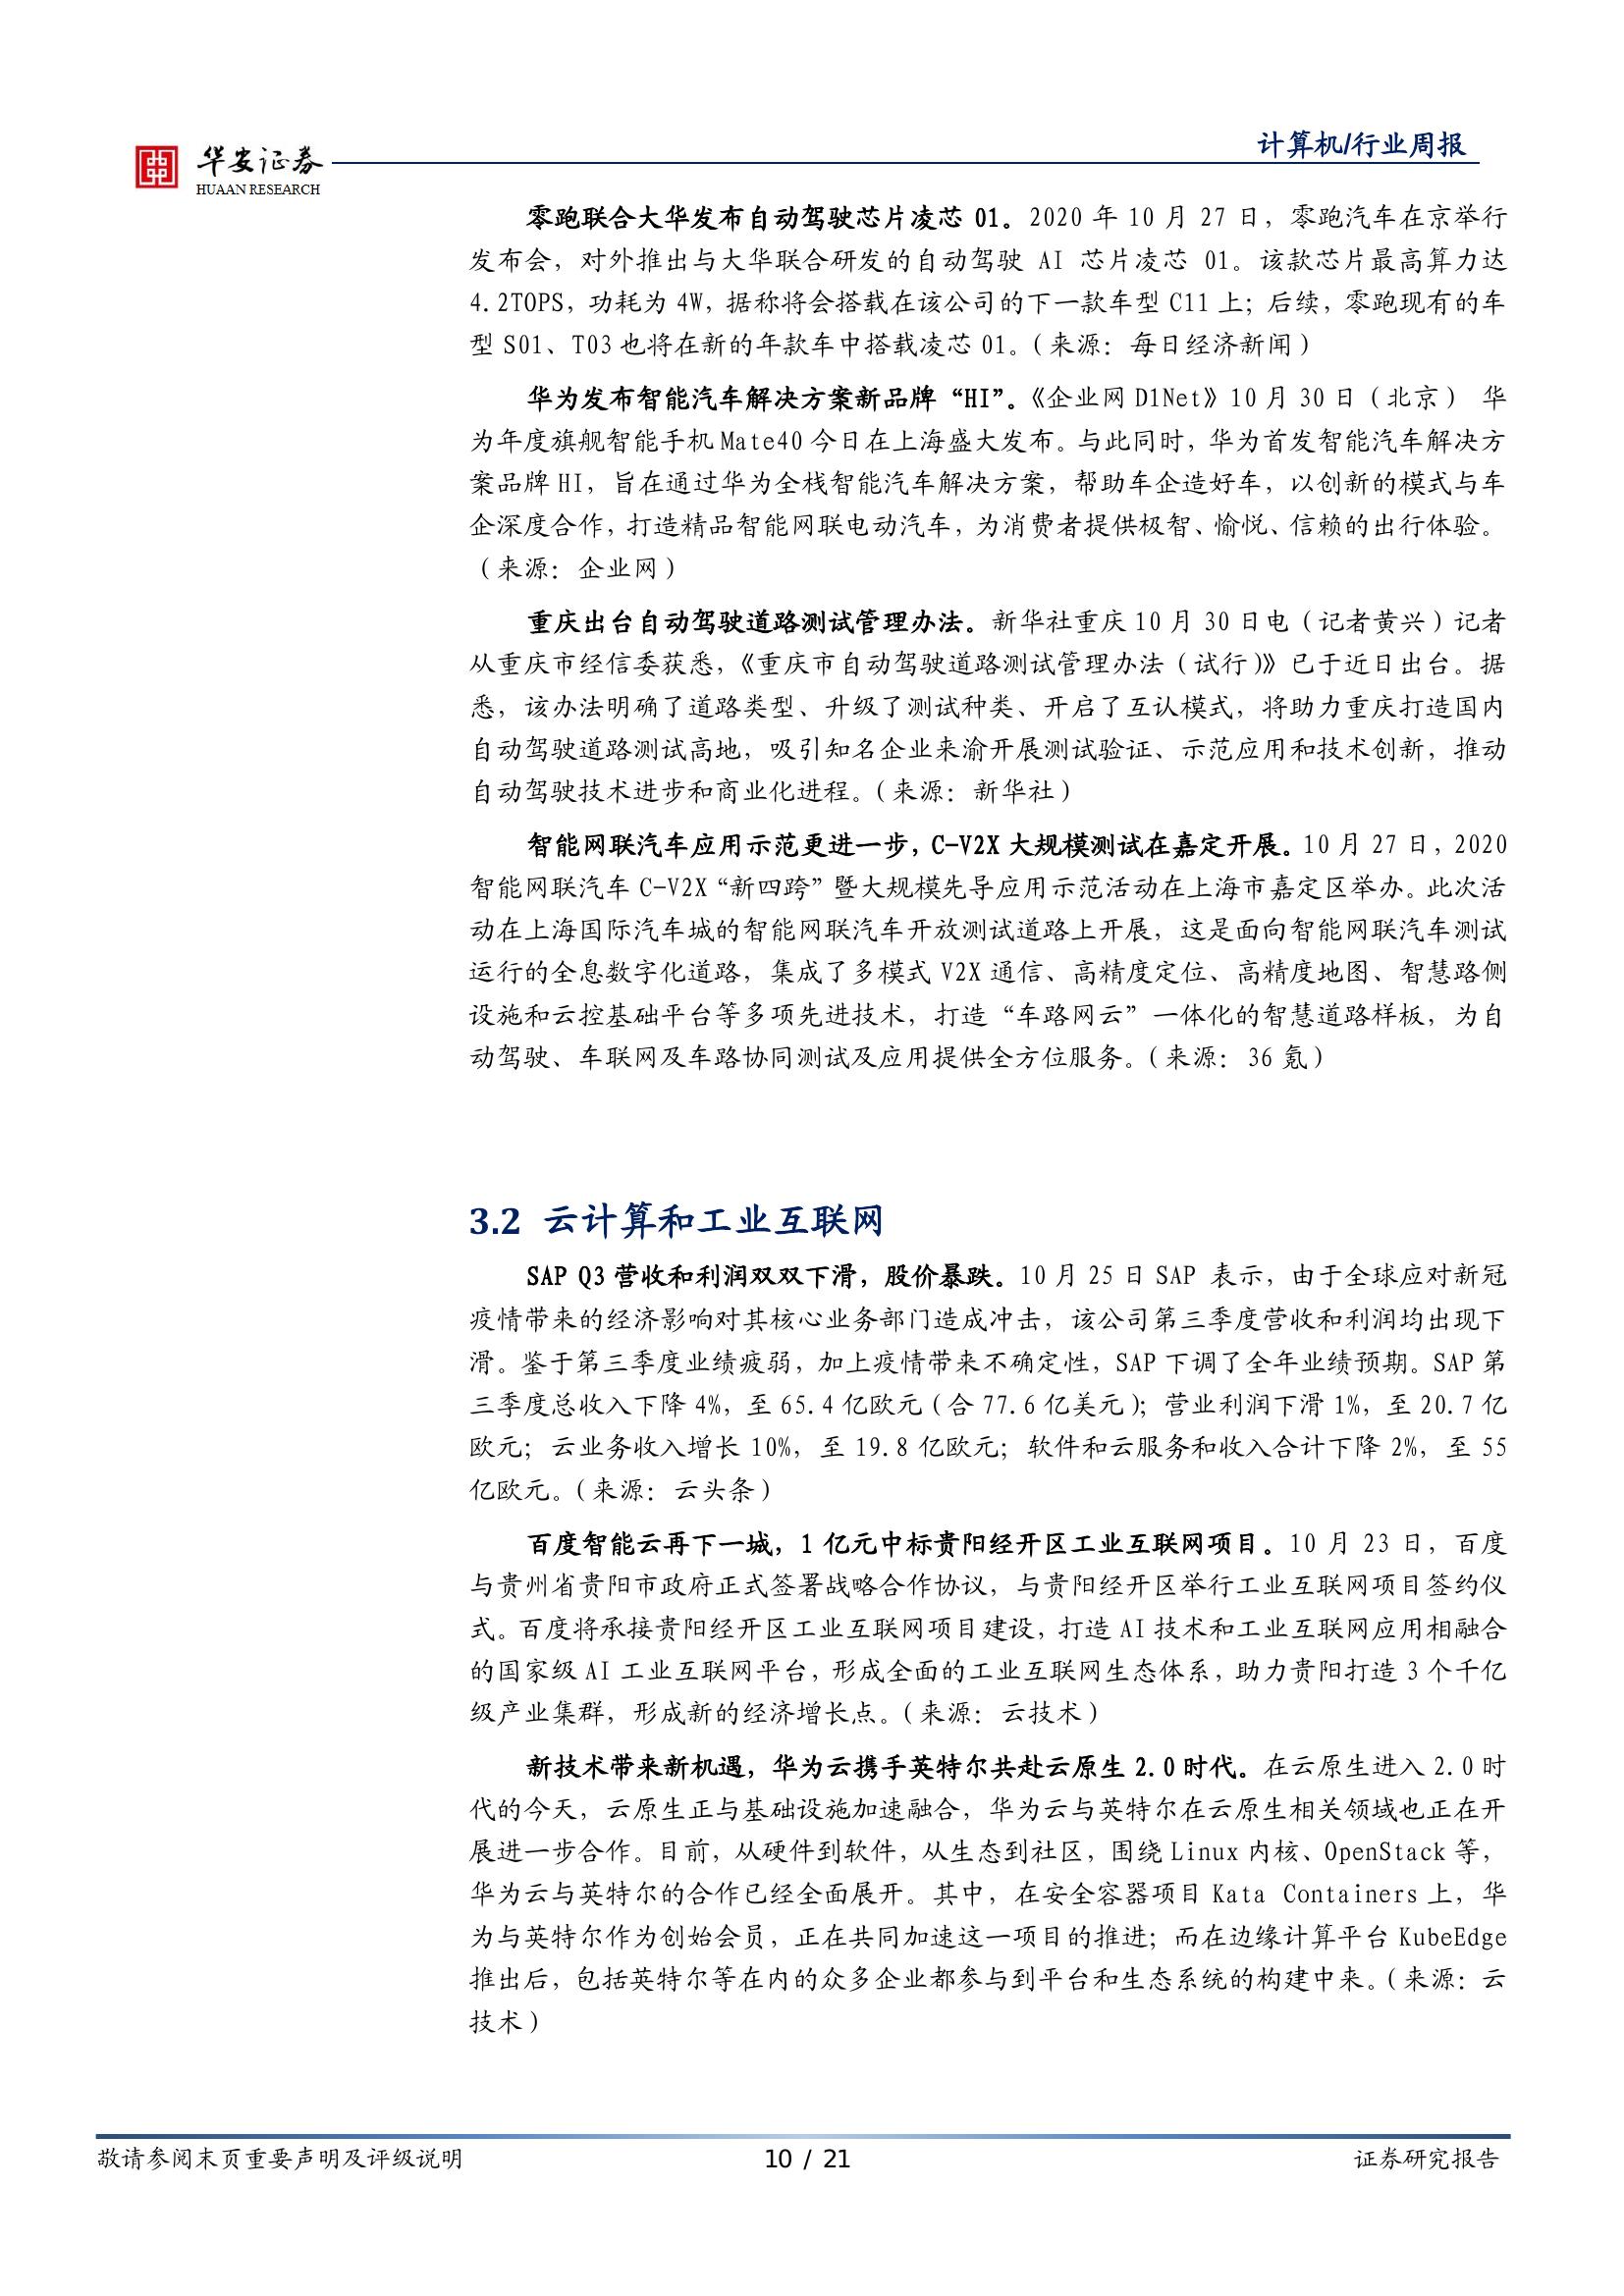 华安证券
HUAAN RESEARCH
计算机/行业周报
零跑联合大华发布自动驾驶芯片凌芯 01。2020 年 10 月 27 日，零跑汽车在京举行
发布会，对外推出与大华联合研发的自动驾驶 AI 芯片凌芯 01。该款芯片最高算力达
4.2TOPS，功耗为 4W，据称将会搭载在该公司的下一款车型 C11 上；后续，零跑现有的车
型 S01、T03 也将在新的年款车中搭载凌芯 01。（来源：每日经济新闻）
华为发布智能汽车解决方案新品牌“HI”。《企业网 D1Net》10 月 30 日（北京） 华
为年度旗舰智能手机 Mate40 今日在上海盛大发布。与此同时，华为首发智能汽车解决方
案品牌 HI，旨在通过华为全栈智能汽车解决方案，帮助车企造好车，以创新的模式与车
企深度合作，打造精品智能网联电动汽车，为消费者提供极智、愉悦、信赖的出行体验。
（来源：企业网）
重庆出台自动驾驶道路测试管理办法。新华社重庆 10 月 30 日电（记者黄兴）记者
从重庆市经信委获悉，《重庆市自动驾驶道路测试管理办法（试行）》已于近日出台。据
悉，该办法明确了道路类型、升级了测试种类、开启了互认模式，将助力重庆打造国内
自动驾驶道路测试高地，吸引知名企业来渝开展测试验证、示范应用和技术创新，推动
自动驾驶技术进步和商业化进程。（来源：新华社）
智能网联汽车应用示范更进一步，C-V2X 大规模测试在嘉定开展。10 月 27 日，2020
智能网联汽车 C-V2X“新四跨”暨大规模先导应用示范活动在上海市嘉定区举办。此次活
动在上海国际汽车城的智能网联汽车开放测试道路上开展，这是面向智能网联汽车测试
运行的全息数字化道路，集成了多模式 V2X 通信、高精度定位、高精度地图、智慧路侧
设施和云控基础平台等多项先进技术，打造“车路网云”一体化的智慧道路样板，为自
动驾驶、车联网及车路协同测试及应用提供全方位服务。（来源：36 氪）
3.2 云计算和工业互联网
SAP Q3 营收和利润双双下滑，股价暴跌。10 月 25 日 SAP 表示，由于全球应对新冠
疫情带来的经济影响对其核心业务部门造成冲击，该公司第三季度营收和利润均出现下
滑。鉴于第三季度业绩疲弱，加上疫情带来不确定性，SAP 下调了全年业绩预期。SAP 第
三季度总收入下降 4%，至 65.4 亿欧元（合 77.6 亿美元）；营业利润下滑 1%，至 20.7 亿
欧元；云业务收入增长 10%，至 19.8 亿欧元；软件和云服务和收入合计下降 2%，至 55
亿欧元。（来源：云头条）
百度智能云再下一城，1 亿元中标贵阳经开区工业互联网项目。10 月 23 日，百度
与贵州省贵阳市政府正式签署战略合作协议，与贵阳经开区举行工业互联网项目签约仪
式。百度将承接贵阳经开区工业互联网项目建设，打造 AI 技术和工业互联网应用相融合
的国家级 AI 工业互联网平台，形成全面的工业互联网生态体系，助力贵阳打造 3 个千亿
级产业集群，形成新的经济增长点。（来源：云技术）
新技术带来新机遇，华为云携手英特尔共赴云原生 2.0 时代。在云原生进入 2.0 时
代的今天，云原生正与基础设施加速融合，华为云与英特尔在云原生相关领域也正在开
展进一步合作。目前，从硬件到软件，从生态到社区，围绕 Linux 内核、OpenStack 等，
华为云与英特尔的合作已经全面展开。其中，在安全容器项目 Kata Containers 上，华
为与英特尔作为创始会员，正在共同加速这一项目的推进；而在边缘计算平台 KubeEdge
推出后，包括英特尔等在内的众多企业都参与到平台和生态系统的构建中来。（来源：云
技术）
敬请参阅末页重要声明及评级说明
10 / 21
证券研究报告